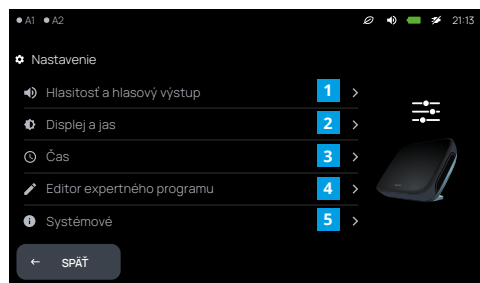 A1 A2 21:13
Nastavenie
Hlasitosť a hlasový výstup 1
Displej a jas 2
Čas 3
Editor expertného programu 4
Systémové 5
SPÄŤ